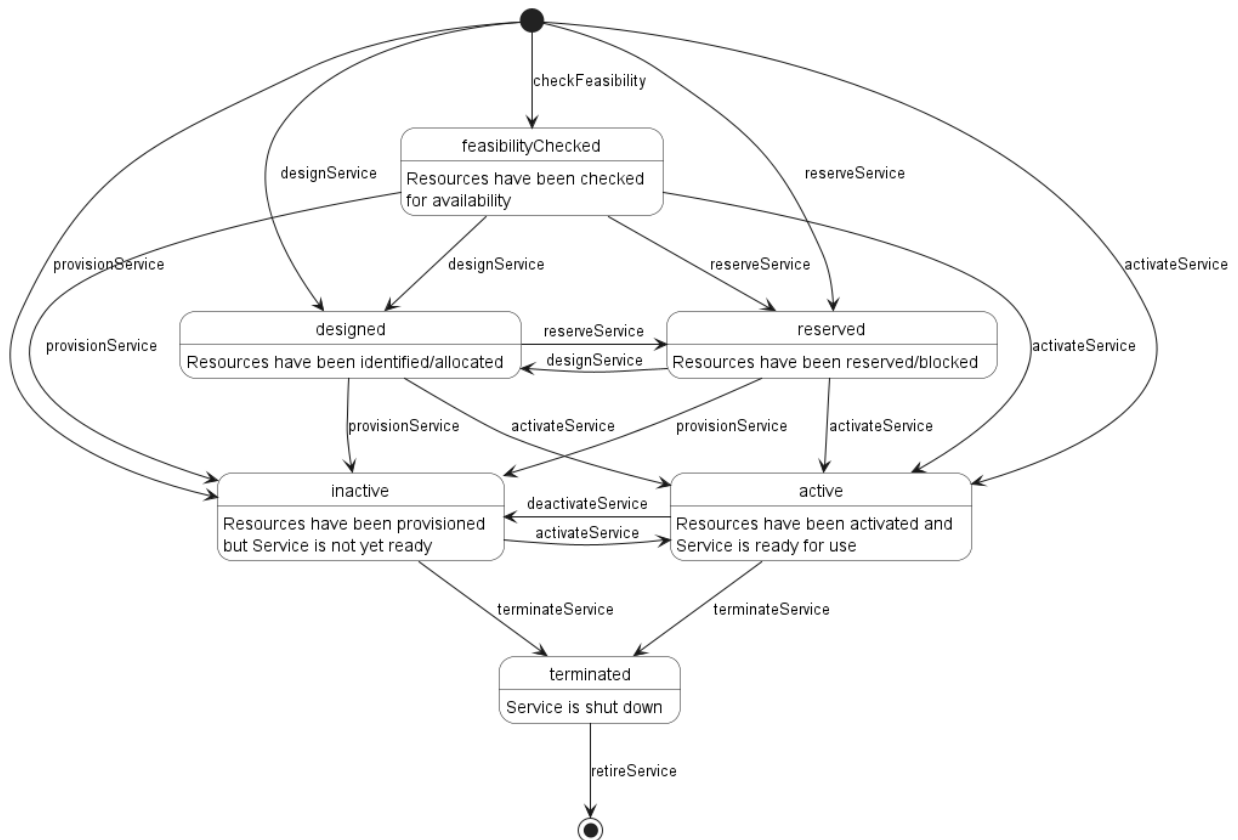 checkFeasibility
feasibilityChecked
Resources have been checked
for availability
designService
reserveService
provisionService
designService
reserveService
activateService
designed
Resources have been identified/allocated
reserveService
designService
reserved
Resources have been reserved/blocked
provisionService
activateService
provisionService
activateService
provisionService
activateService
inactive
Resources have been provisioned
but Service is not yet ready
deactivateService
activateService
active
Resources have been activated and
Service is ready for use
terminateService
terminateService
terminated
Service is shut down
retireService